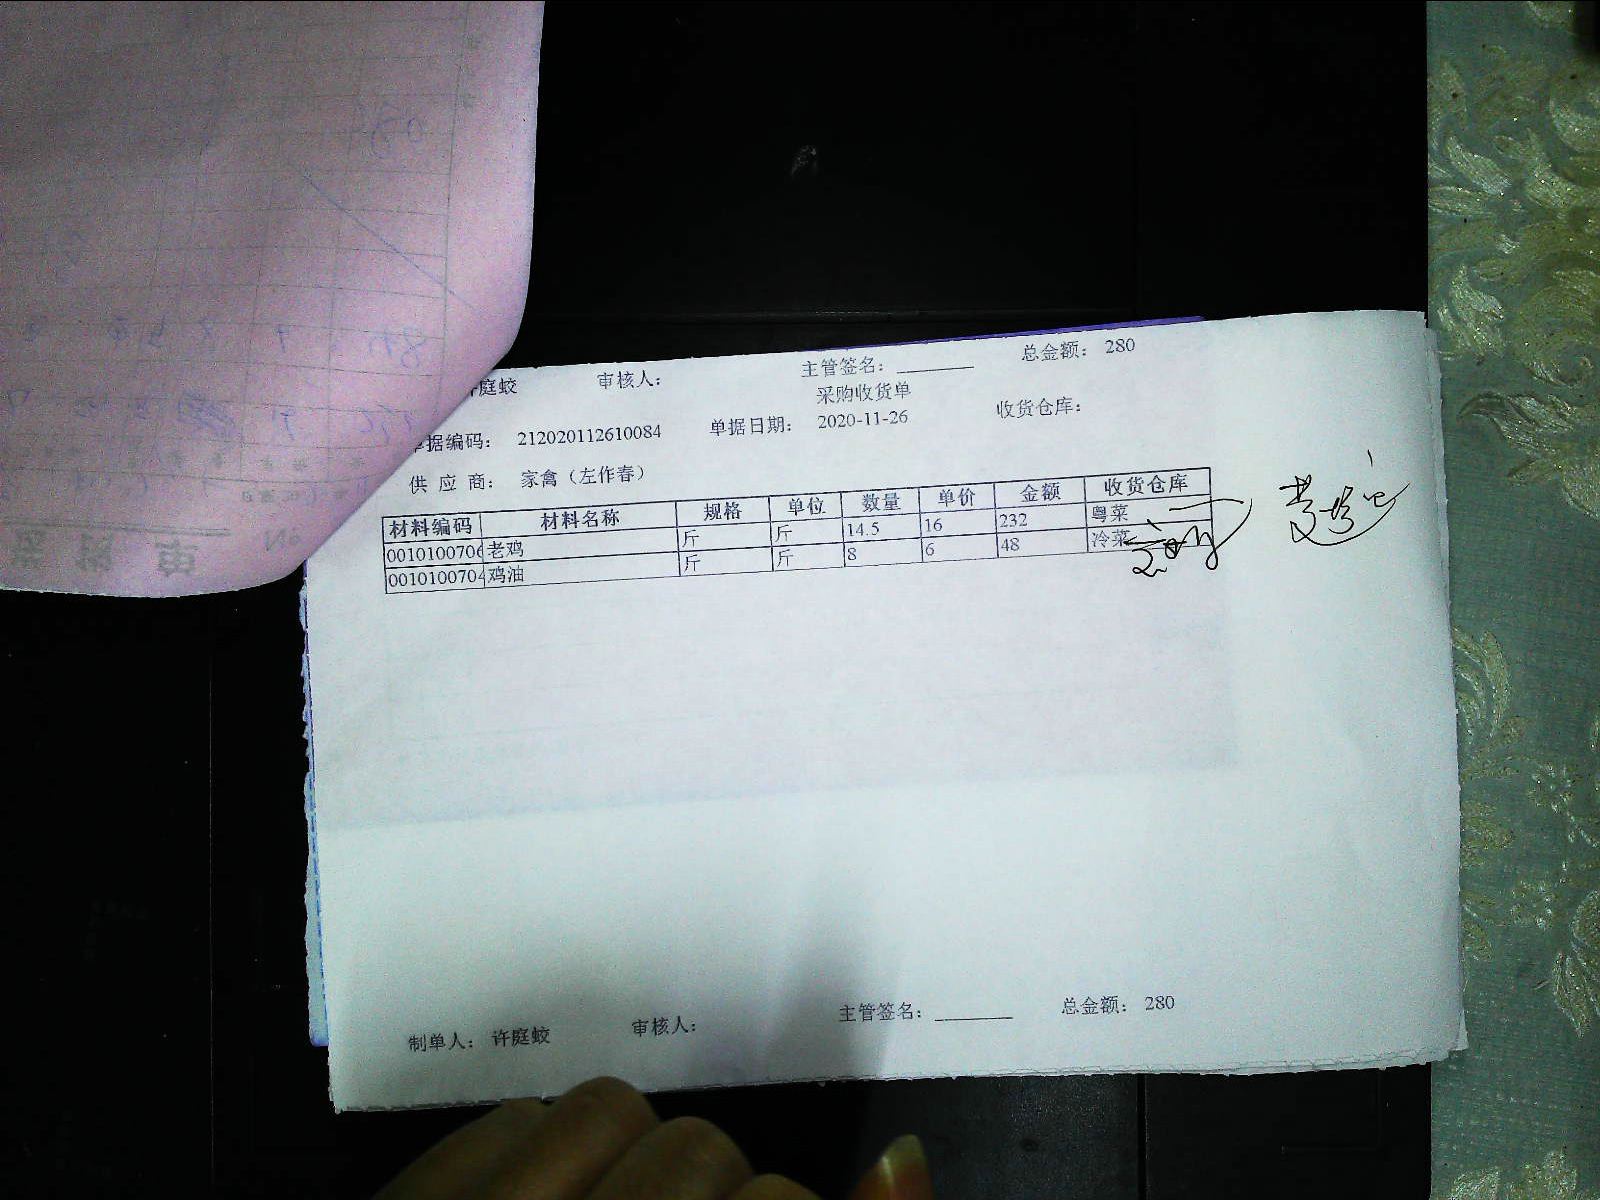 庭蛟 审核人： 主管签名：________ 总金额： 280
采购收货单
据编码： 212020112610084 单据日期： 2020-11-26 收货仓库：
供 应 商： 家禽（左作春）
材料编码 材料名称 规格 单位 数量 单价 金额 收货仓库
0010100706 老鸡 斤 斤 14.5 16 232 粤菜
0010100704 鸡油 斤 斤 8 6 48 冷菜
制单人： 许庭蛟 审核人： 主管签名：________ 总金额： 280